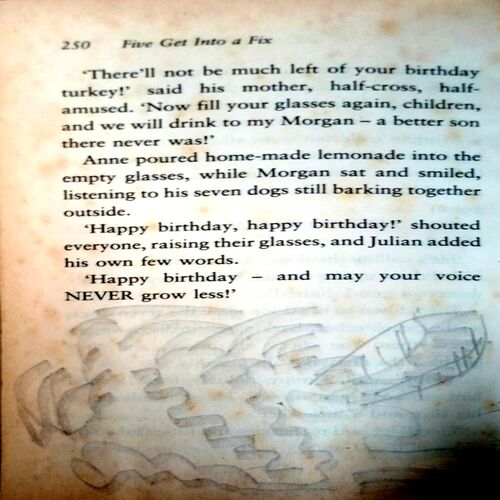 250 Five Get Into a Fix
'There'll not be much left of your birthday
turkey!' said his mother, half-cross, half-
amused. 'Now fill your glasses again, children,
and we will drink to my Morgan – a better son
there never was!'
Anne poured home-made lemonade into the
empty glasses, while Morgan sat and smiled,
listening to his seven dogs still barking together
outside.
'Happy birthday, happy birthday!' shouted
everyone, raising their glasses, and Julian added
his own few words.
'Happy birthday – and may your voice
NEVER grow less!'